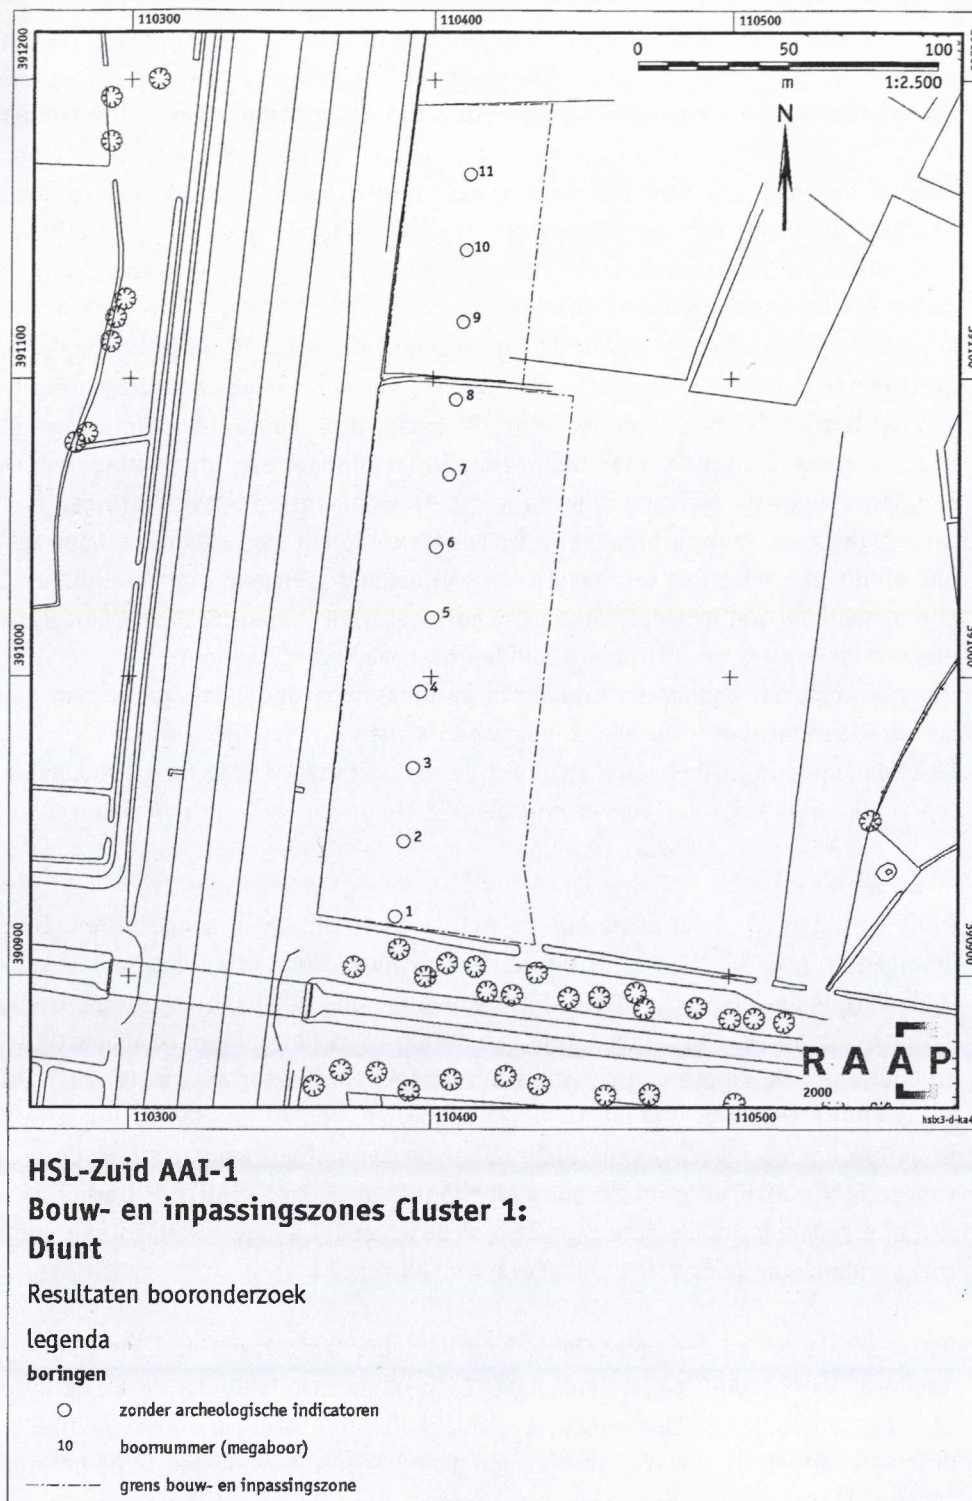 110300
110400
110500
391200
0
50
100
m
1:2.500
N
11
10
9
391100
8
7
6
5
391000
4
3
2
1
390900
RAAP
2000
110300
110400
110500
HSL-Zuid AAI-1
Bouw- en inpassingszones Cluster 1:
Diunt
Resultaten booronderzoek
legenda
boringen
zonder archeologische indicatoren
10
boornummer (megaboor)
grens bouw- en inpassingszone